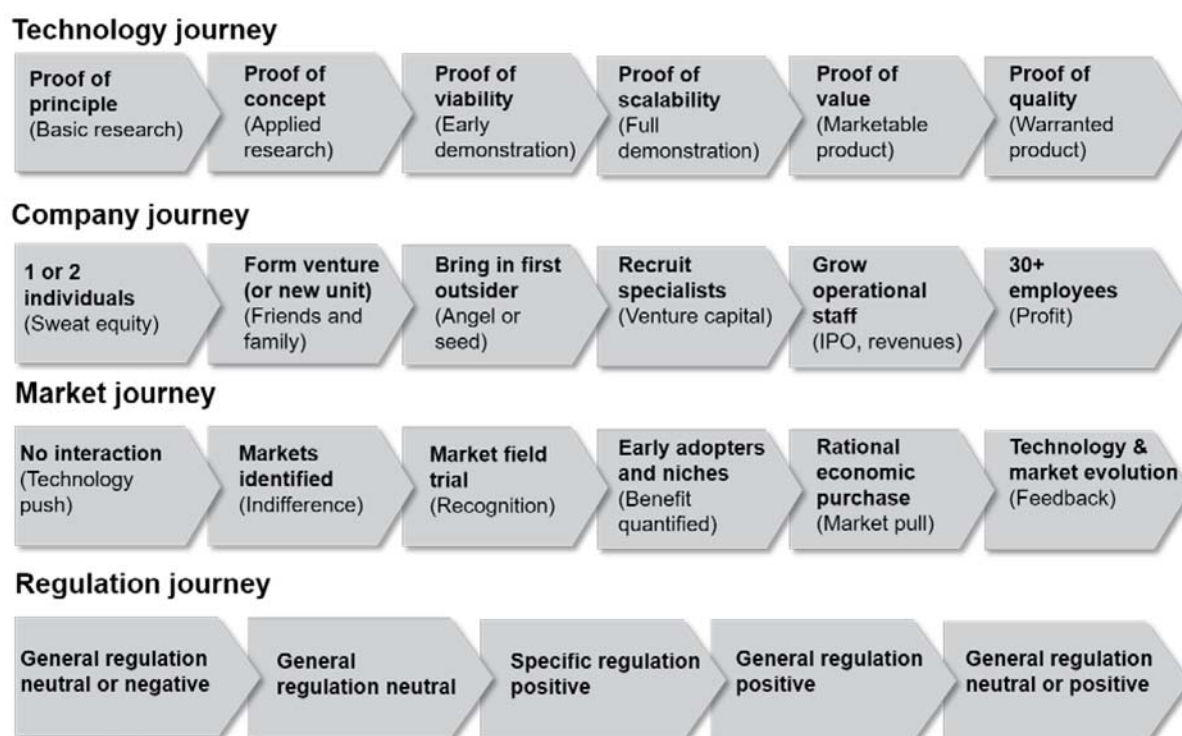 Technology journey
Proof of
principle
(Basic research)
Proof of
concept
(Applied
research)
Proof of
viability
(Early
demonstration)
Proof of
scalability
(Full
demonstration)
Proof of
value
(Marketable
product)
Proof of
quality
(Warranted
product)
Company journey
1 or 2
individuals
(Sweat equity)
Form venture
(or new unit)
(Friends and
family)
Bring in first
outsider
(Angel or
seed)
Recruit
specialists
(Venture capital)
Grow
operational
staff
(IPO, revenues)
30+
employees
(Profit)
Market journey
No interaction
(Technology
push)
Markets
identified
(Indifference)
Market field
trial
(Recognition)
Early adopters
and niches
(Benefit
quantified)
Rational
economic
purchase
(Market pull)
Technology &
market evolution
(Feedback)
Regulation journey
General regulation
neutral or negative
General
regulation neutral
Specific regulation
positive
General regulation
positive
General regulation
neutral or positive